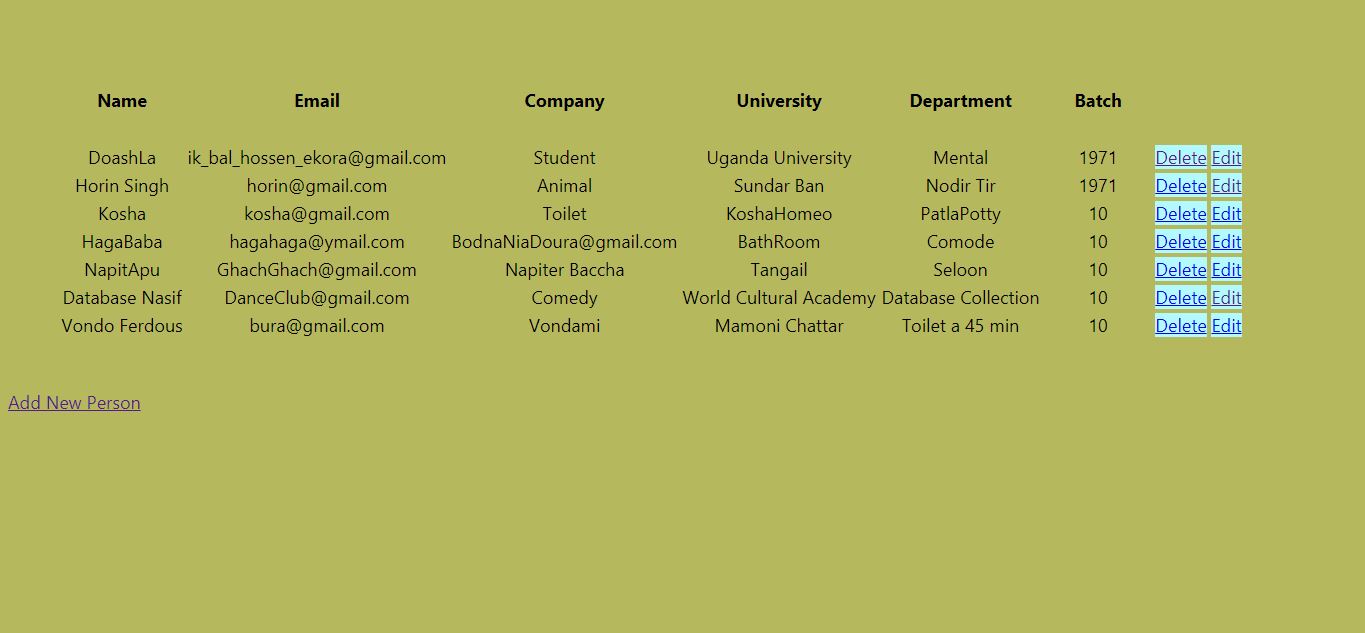 Name Email Company University Department Batch
DoashLa ik_bal_hossen_ekora@gmail.com Student Uganda University Mental 1971 Delete Edit
Horin Singh horin@gmail.com Animal Sundar Ban Nodir Tir 1971 Delete Edit
Kosha kosha@gmail.com Toilet KoshaHomeo PatlaPotty 10 Delete Edit
HagaBaba hagahaga@ymail.com BodnaNiaDoura@gmail.com BathRoom Comode 10 Delete Edit
NapitApu GhachGhach@gmail.com Napiter Baccha Tangail Seloon 10 Delete Edit
Database Nasif DanceClub@gmail.com Comedy World Cultural Academy Database Collection 10 Delete Edit
Vondo Ferdous bura@gmail.com Vondami Mamoni Chattar Toilet a 45 min 10 Delete Edit
Add New Person